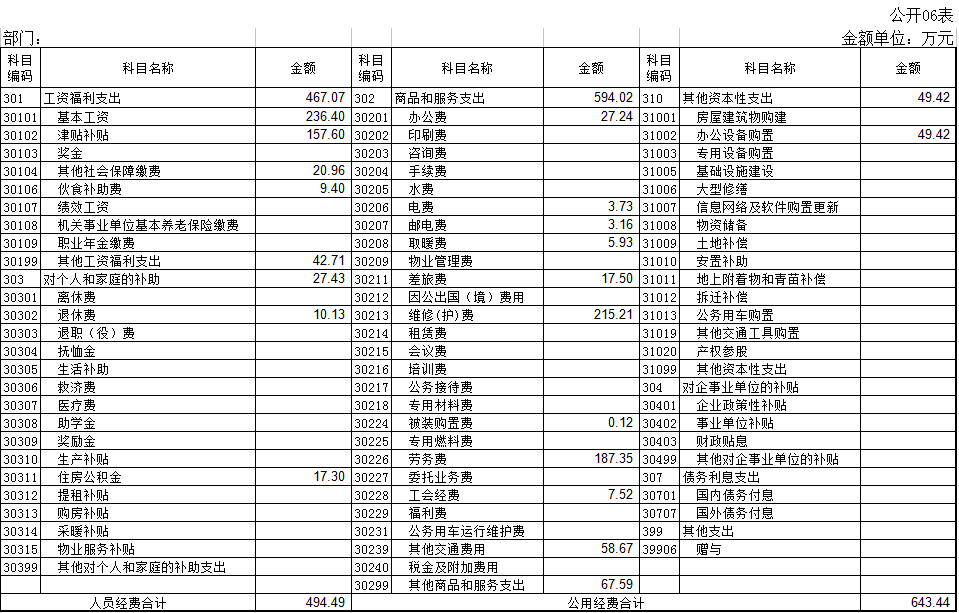 公开06表
部门： 金额单位：万元
科目编码 科目名称 金额 科目编码 科目名称 金额 科目编码 科目名称 金额
301 工资福利支出 467.07 302 商品和服务支出 594.02 310 其他资本性支出 49.42
30101 基本工资 236.40 30201 办公费 27.24 31001 房屋建筑物购建
30102 津贴补贴 157.60 30202 印刷费 31002 办公设备购置 49.42
30103 奖金 30203 咨询费 31003 专用设备购置
30104 其他社会保障缴费 20.96 30204 手续费 31005 基础设施建设
30106 伙食补助费 9.40 30205 水费 31006 大型修缮
30107 绩效工资 30206 电费 3.73 31007 信息网络及软件购置更新
30108 机关事业单位基本养老保险缴费 30207 邮电费 3.16 31008 物资储备
30109 职业年金缴费 30208 取暖费 5.93 31009 土地补偿
30199 其他工资福利支出 42.71 30209 物业管理费 31010 安置补助
303 对个人和家庭的补助 27.43 30211 差旅费 17.50 31011 地上附着物和青苗补偿
30301 离休费 30212 因公出国（境）费用 31012 拆迁补偿
30302 退休费 10.13 30213 维修(护)费 215.21 31013 公务用车购置
30303 退职（役）费 30214 租赁费 31019 其他交通工具购置
30304 抚恤金 30215 会议费 31020 产权参股
30305 生活补助 30216 培训费 31099 其他资本性支出
30306 救济费 30217 公务接待费 304 对企事业单位的补贴
30307 医疗费 30218 专用材料费 30401 企业政策性补贴
30308 助学金 30224 被装购置费 0.12 30402 事业单位补贴
30309 奖励金 30225 专用燃料费 30403 财政贴息
30310 生产补贴 30226 劳务费 187.35 30499 其他对企事业单位的补贴
30311 住房公积金 17.30 30227 委托业务费 307 债务利息支出
30312 提租补贴 30228 工会经费 7.52 30701 国内债务付息
30313 购房补贴 30229 福利费 30707 国外债务付息
30314 采暖补贴 30231 公务用车运行维护费 399 其他支出
30315 物业服务补贴 30239 其他交通费用 58.67 39906 赠与
30399 其他对个人和家庭的补助支出 30240 税金及附加费用
30299 其他商品和服务支出 67.59
人员经费合计 494.49 公用经费合计 643.44